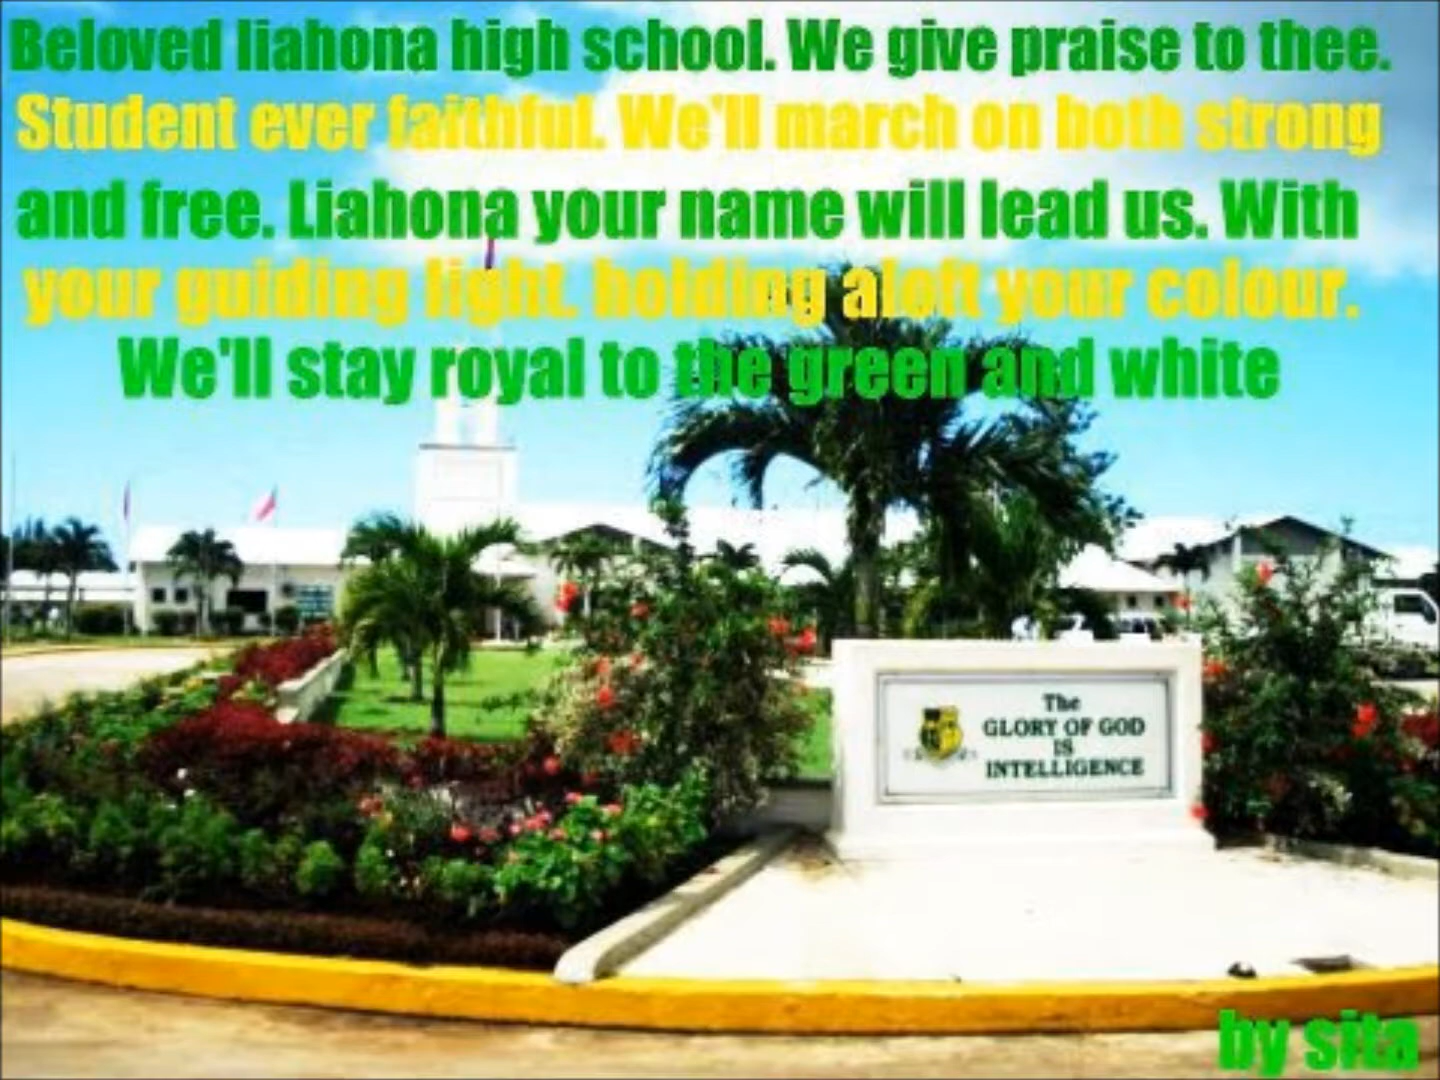 Beloved liahona high school. We give praise to thee.
Student ever faithful. We'll march on both strong
and free. Liahona your name will lead us. With
your guiding light. holding aloft your colour.
We'll stay royal to the green and white
The
GLORY OF GOD
IS
INTELLIGENCE
by sita